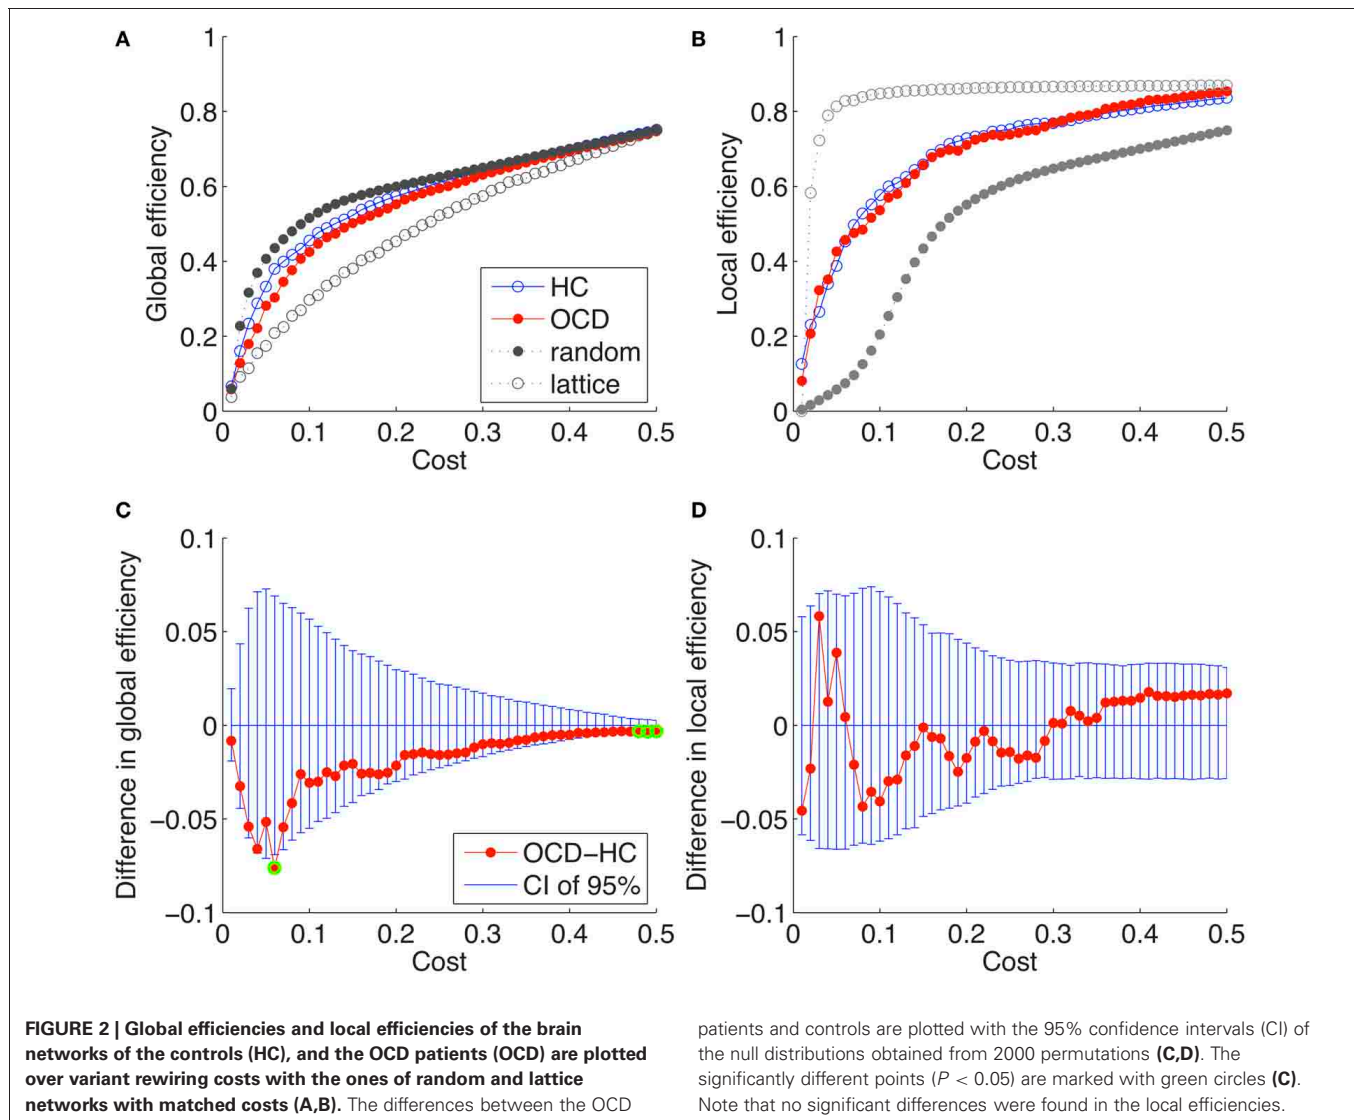 A
1
0.8
0.6
0.4
0.2
0
Global efficiency
0 0.1 0.2 0.3 0.4 0.5
Cost
HC
OCD
random
lattice
B
1
0.8
0.6
0.4
0.2
0
Local efficiency
0 0.1 0.2 0.3 0.4 0.5
Cost
C
0.1
0.05
0
−0.05
−0.1
Difference in global efficiency
0 0.1 0.2 0.3 0.4 0.5
Cost
OCD−HC
CI of 95%
D
0.1
0.05
0
−0.05
−0.1
Difference in local efficiency
0 0.1 0.2 0.3 0.4 0.5
Cost
FIGURE 2 | Global efficiencies and local efficiencies of the brain
networks of the controls (HC), and the OCD patients (OCD) are plotted
over variant rewiring costs with the ones of random and lattice
networks with matched costs (A,B). The differences between the OCD
patients and controls are plotted with the 95% confidence intervals (CI) of
the null distributions obtained from 2000 permutations (C,D). The
significantly different points (P < 0.05) are marked with green circles (C).
Note that no significant differences were found in the local efficiencies.